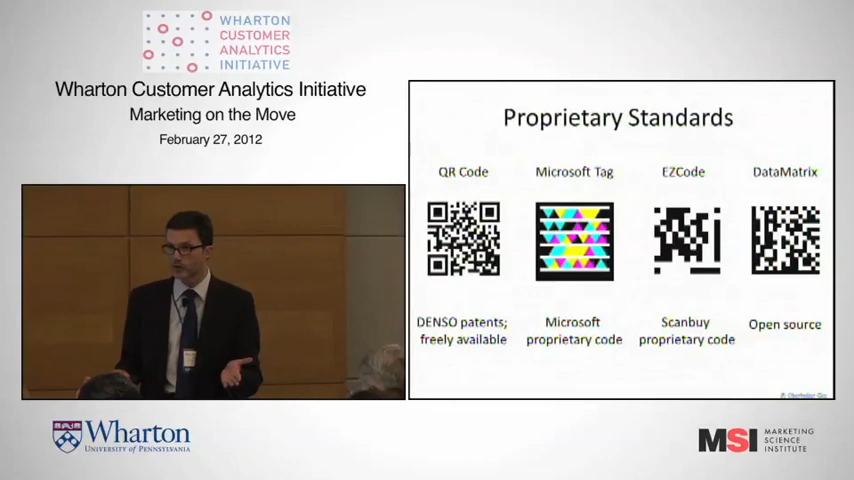 WHARTON
CUSTOMER
ANALYTICS
INITIATIVE
Wharton Customer Analytics Initiative
Marketing on the Move
February 27, 2012
Proprietary Standards
QR Code
Microsoft Tag
EZCode
DataMatrix
DENSO patents;
freely available
Microsoft
proprietary code
Scanbuy
proprietary code
Open source
Wharton
UNIVERSITY OF PENNSYLVANIA
MSI
MARKETING
SCIENCE
INSTITUTE